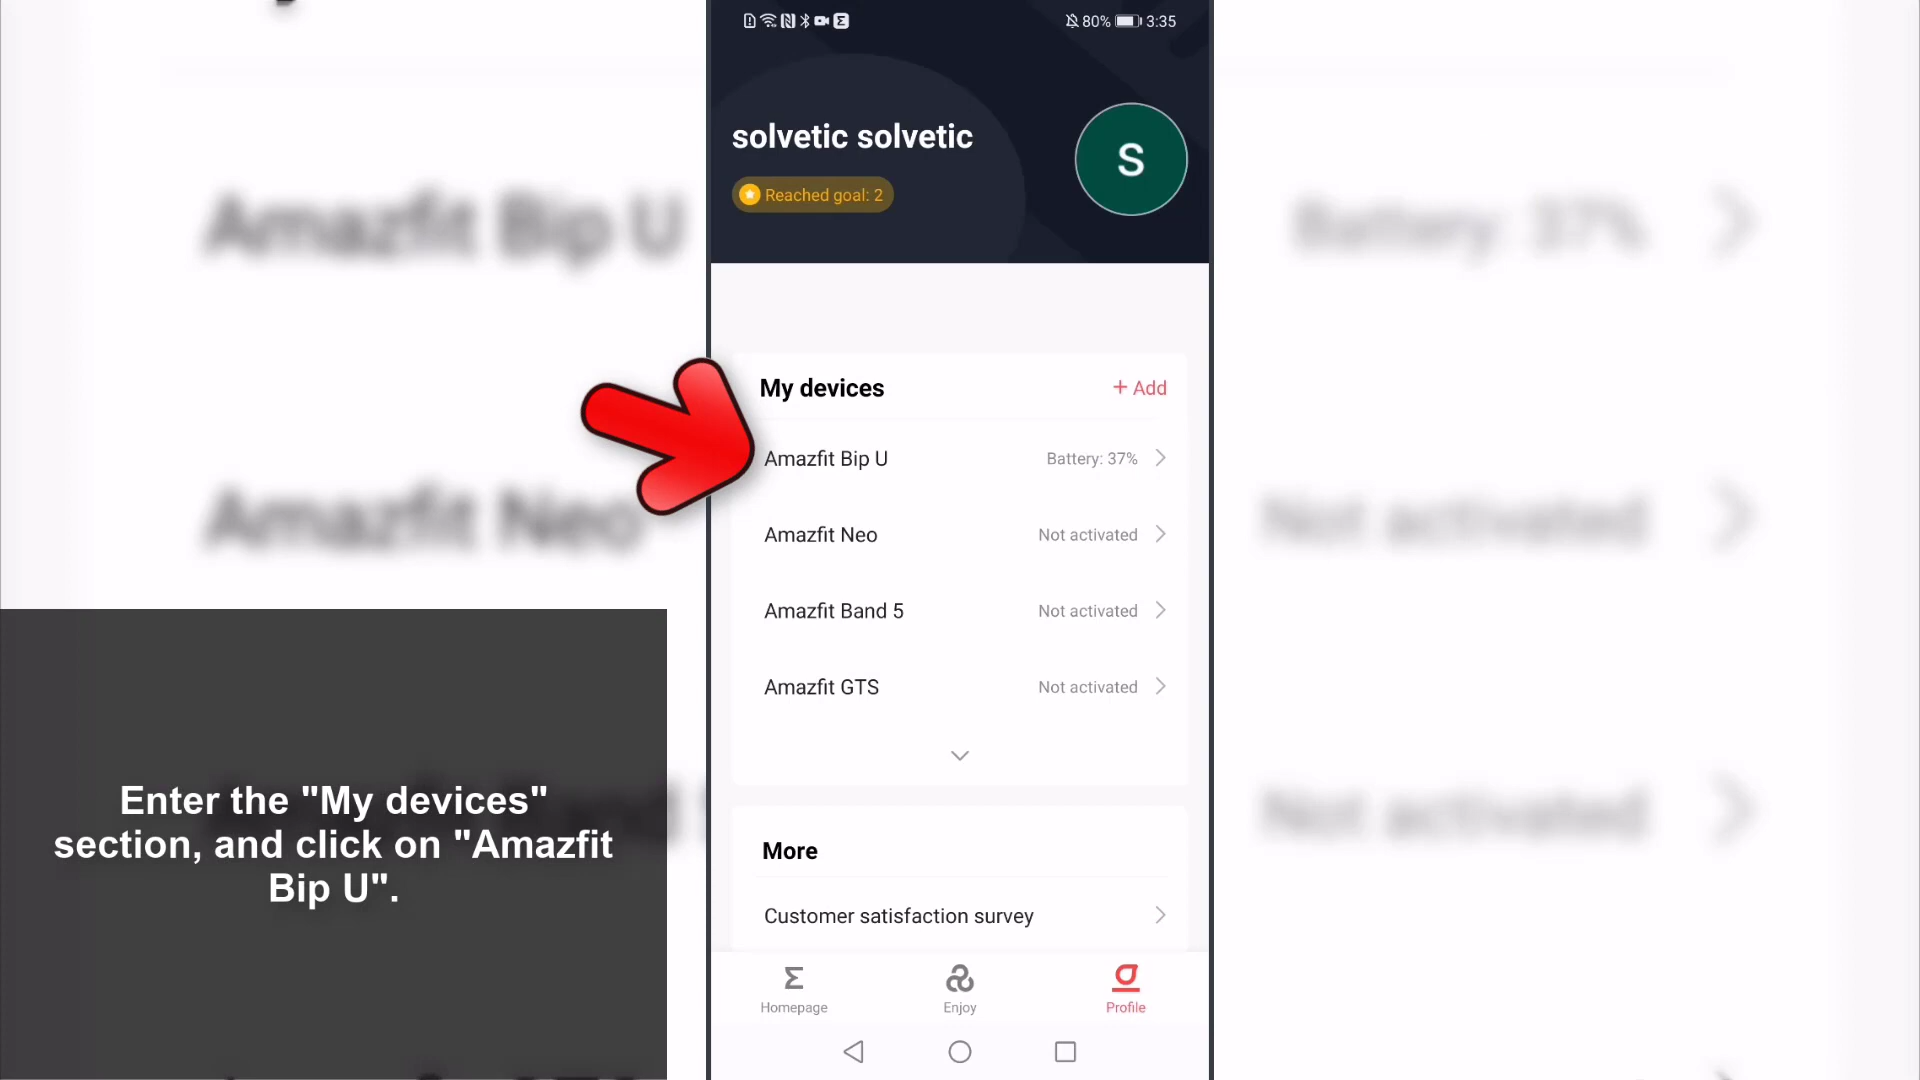 80% 3:35
solvetic solvetic
S
Reached goal: 2
My devices
+ Add
Amazfit Bip U
Battery: 37%
Amazfit Neo
Not activated
Amazfit Band 5
Not activated
Amazfit GTS
Not activated
More
Customer satisfaction survey
Homepage
Enjoy
Profile
Amazfit Bip U
Battery: 37%
Amazfit Neo
Not activated
Not activated
Enter the "My devices"
section, and click on "Amazfit
Bip U".